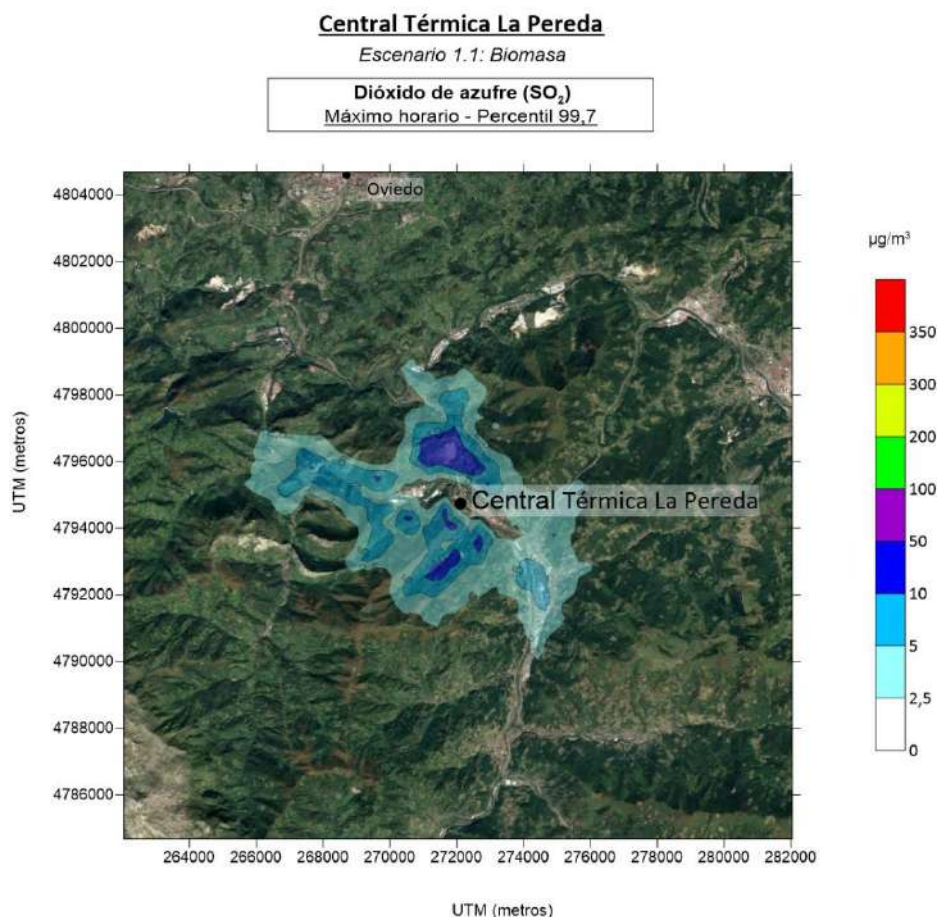 Central Térmica La Pereda
Escenario 1.1: Biomasa
Dióxido de azufre (SO₂)
Máximo horario - Percentil 99,7
4804000
4802000
4800000
4798000
4796000
4794000
4792000
4790000
4788000
4786000
UTM (metros)
Oviedo
Central Térmica La Pereda
264000 266000 268000 270000 272000 274000 276000 278000 280000 282000
UTM (metros)
µg/m³
350
300
200
100
50
10
5
2,5
0